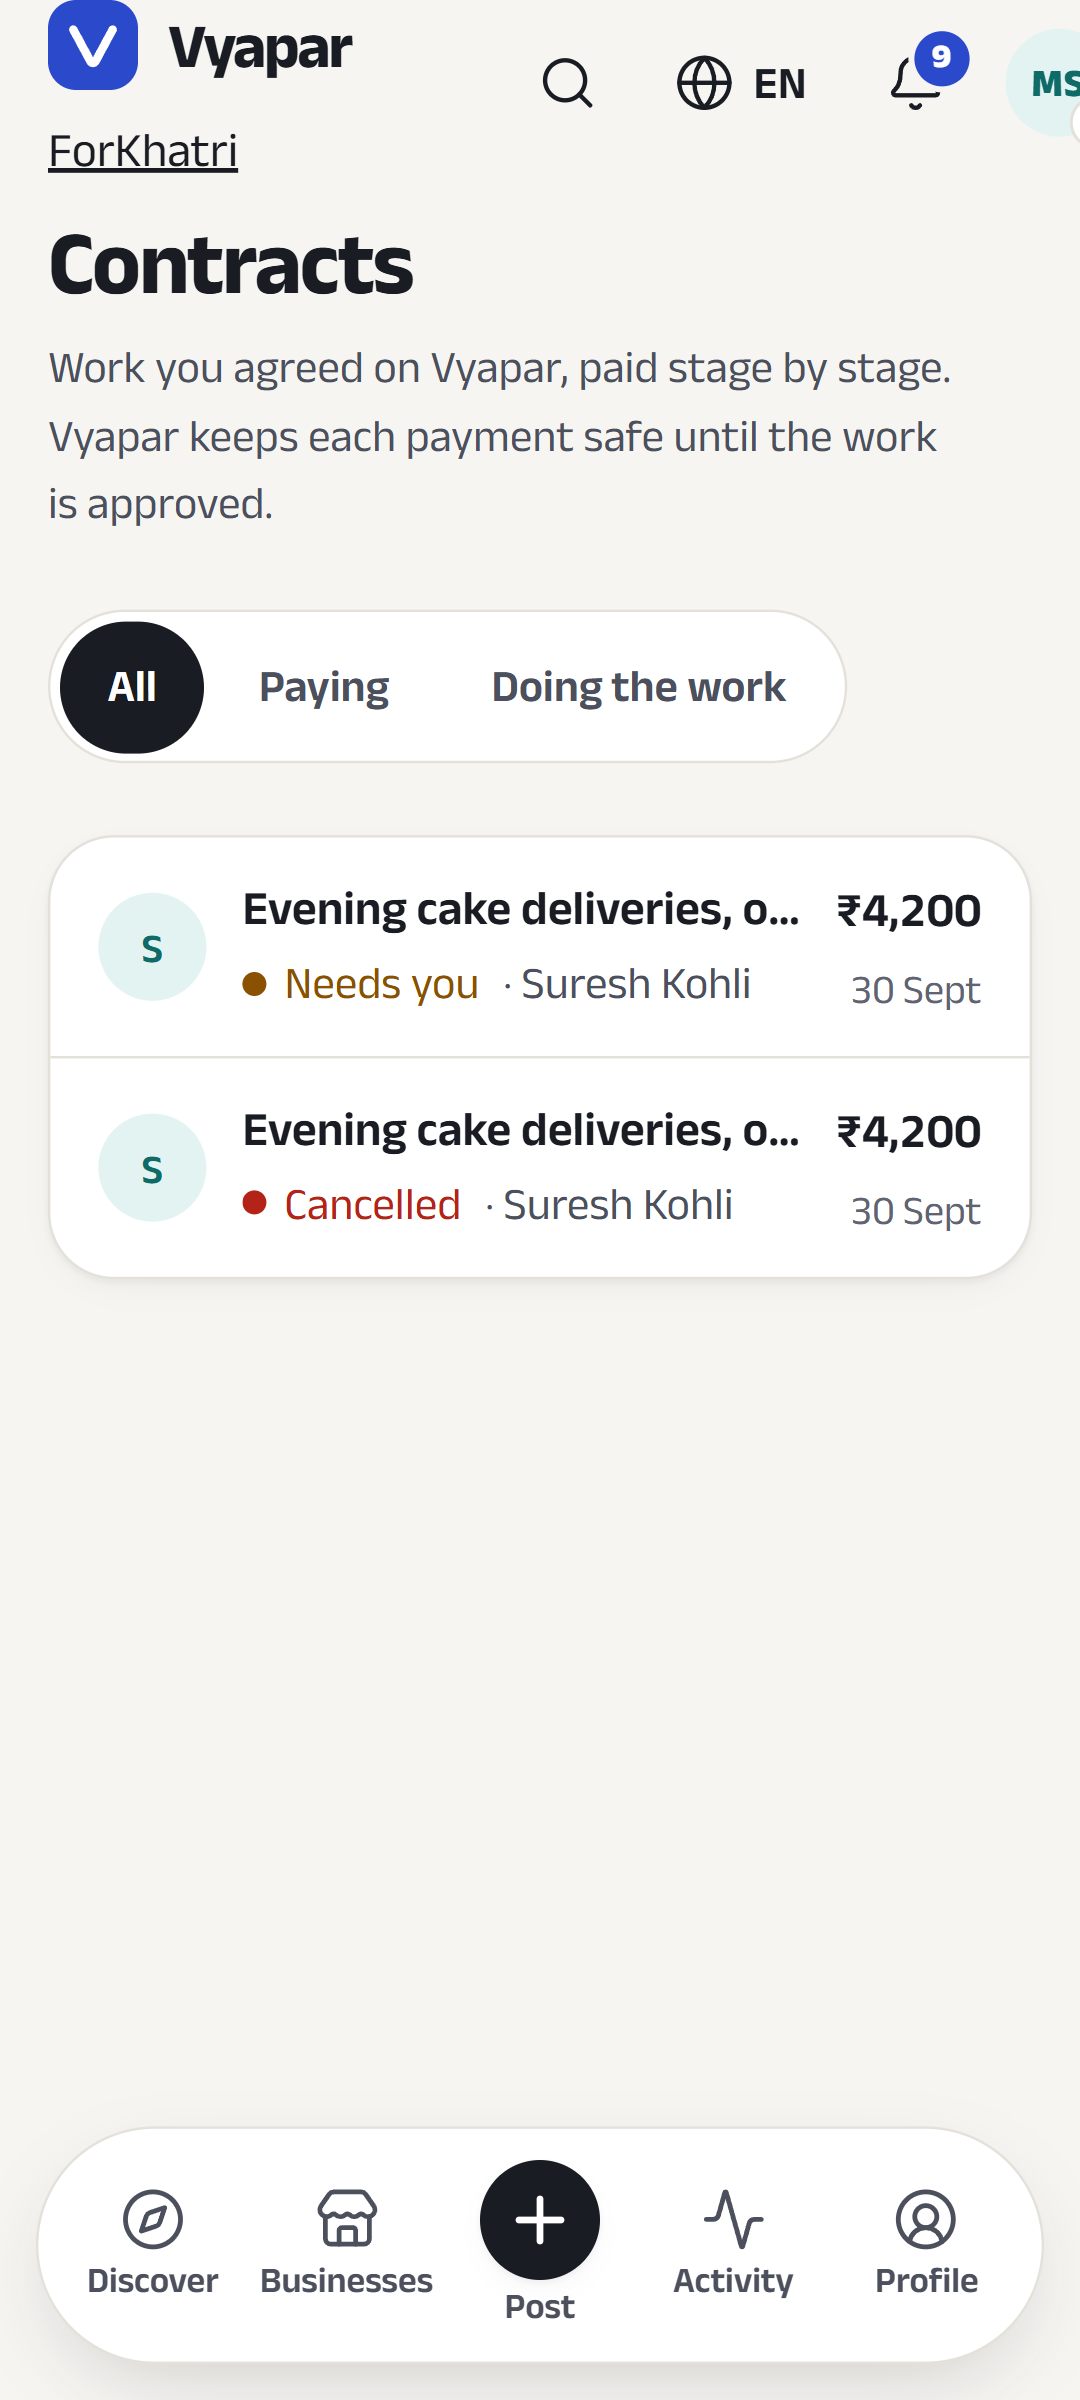 Vyapar
EN
9
MS
ForKhatri
Contracts
Work you agreed on Vyapar, paid stage by stage.
Vyapar keeps each payment safe until the work
is approved.
All
Paying
Doing the work
S
Evening cake deliveries, o...
₹4,200
Needs you · Suresh Kohli
30 Sept
S
Evening cake deliveries, o...
₹4,200
Cancelled · Suresh Kohli
30 Sept
Discover
Businesses
Post
Activity
Profile